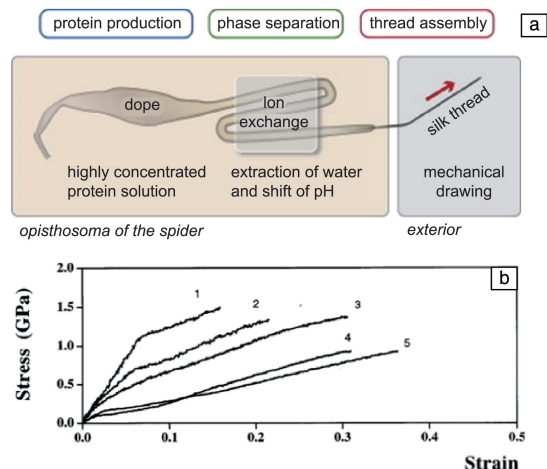 protein production
phase separation
thread assembly
a
dope
Ion
exchange
silk thread
highly concentrated
protein solution
extraction of water
and shift of pH
mechanical
drawing
opisthosoma of the spider
exterior
b
Stress (GPa)
2.0
1.5
1.0
0.5
0.0
1
2
3
4
5
0.0
0.1
0.2
0.3
0.4
0.5
Strain